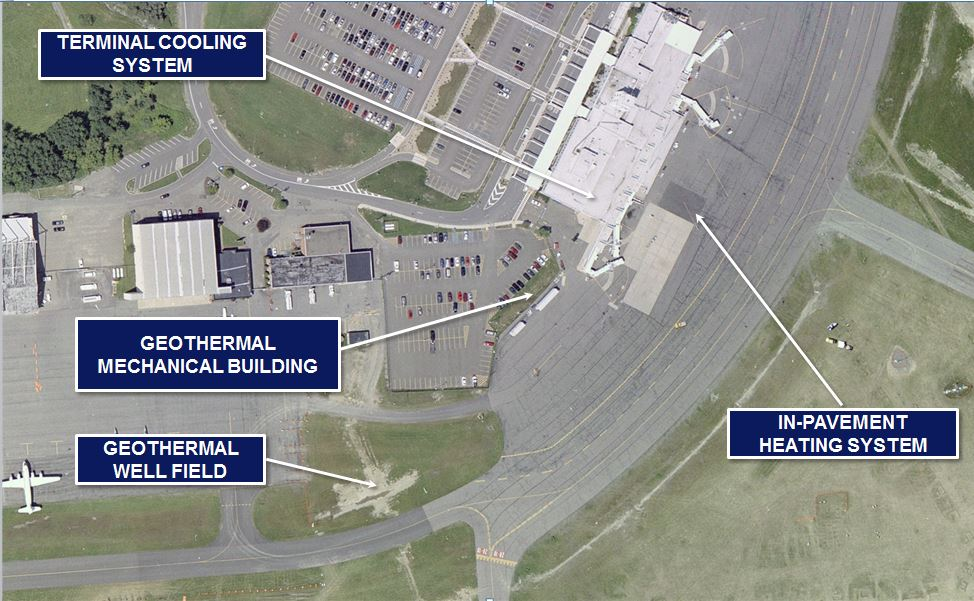 TERMINAL COOLING
SYSTEM
GEOTHERMAL
MECHANICAL BUILDING
GEOTHERMAL
WELL FIELD
IN-PAVEMENT
HEATING SYSTEM